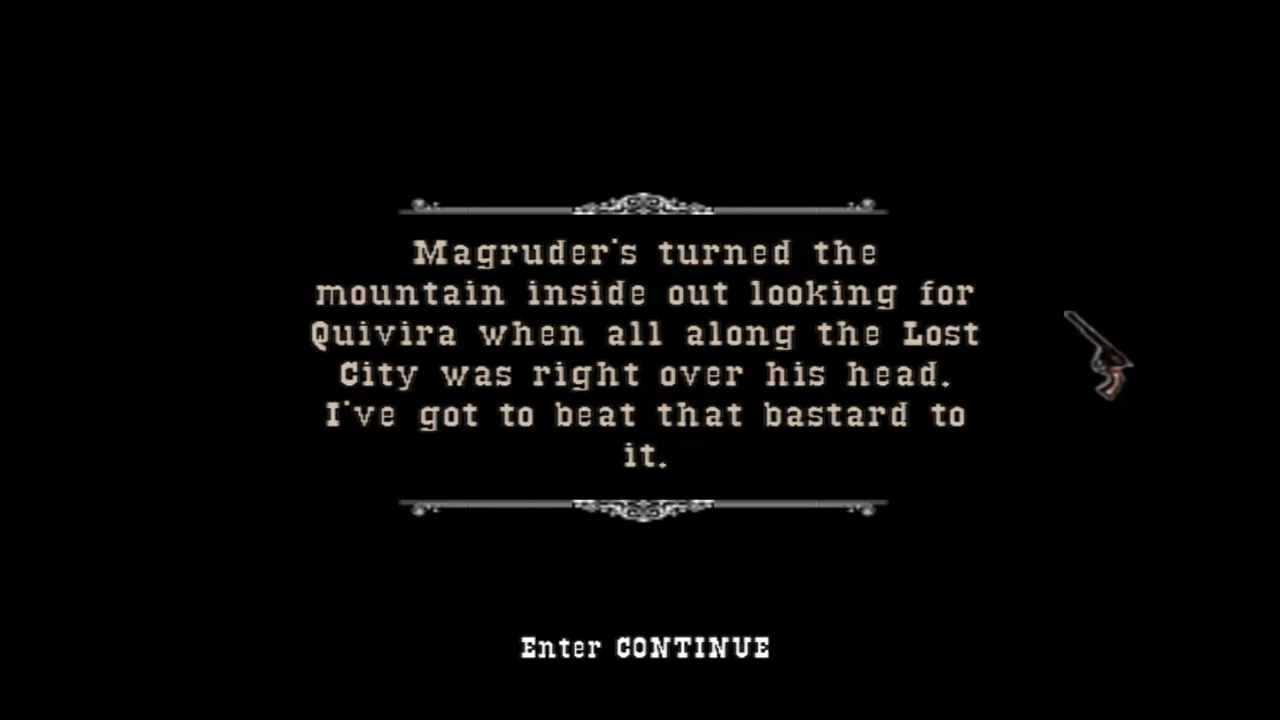 Magruder's turned the
mountain inside out looking for
Quivira when all along the Lost
City was right over his head.
I've got to beat that bastard to
it.
Enter CONTINUE